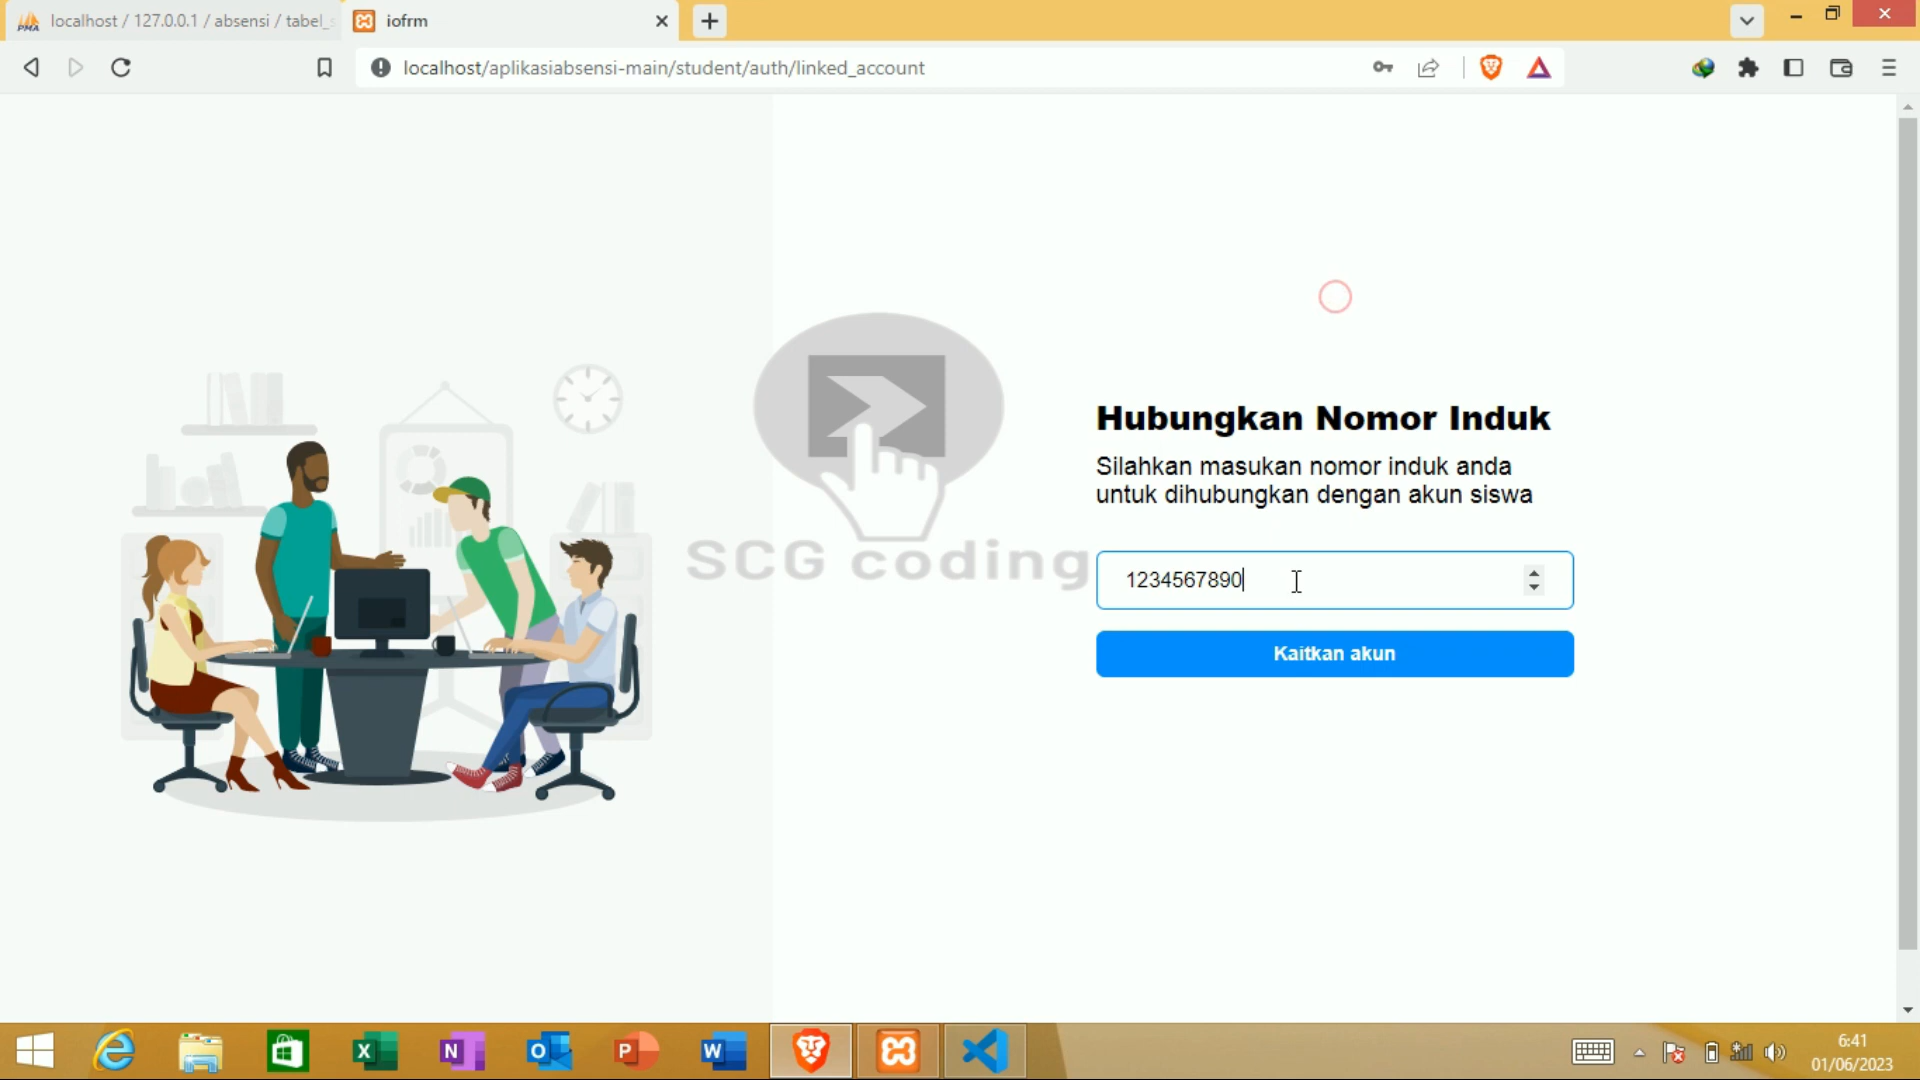 localhost / 127.0.0.1 / absensi / tabel_s
iofrm
localhost/aplikasiabsensi-main/student/auth/linked_account
Hubungkan Nomor Induk
Silahkan masukan nomor induk anda
untuk dihubungkan dengan akun siswa
SCG coding
1234567890
Kaitkan akun
6:41
01/06/2023